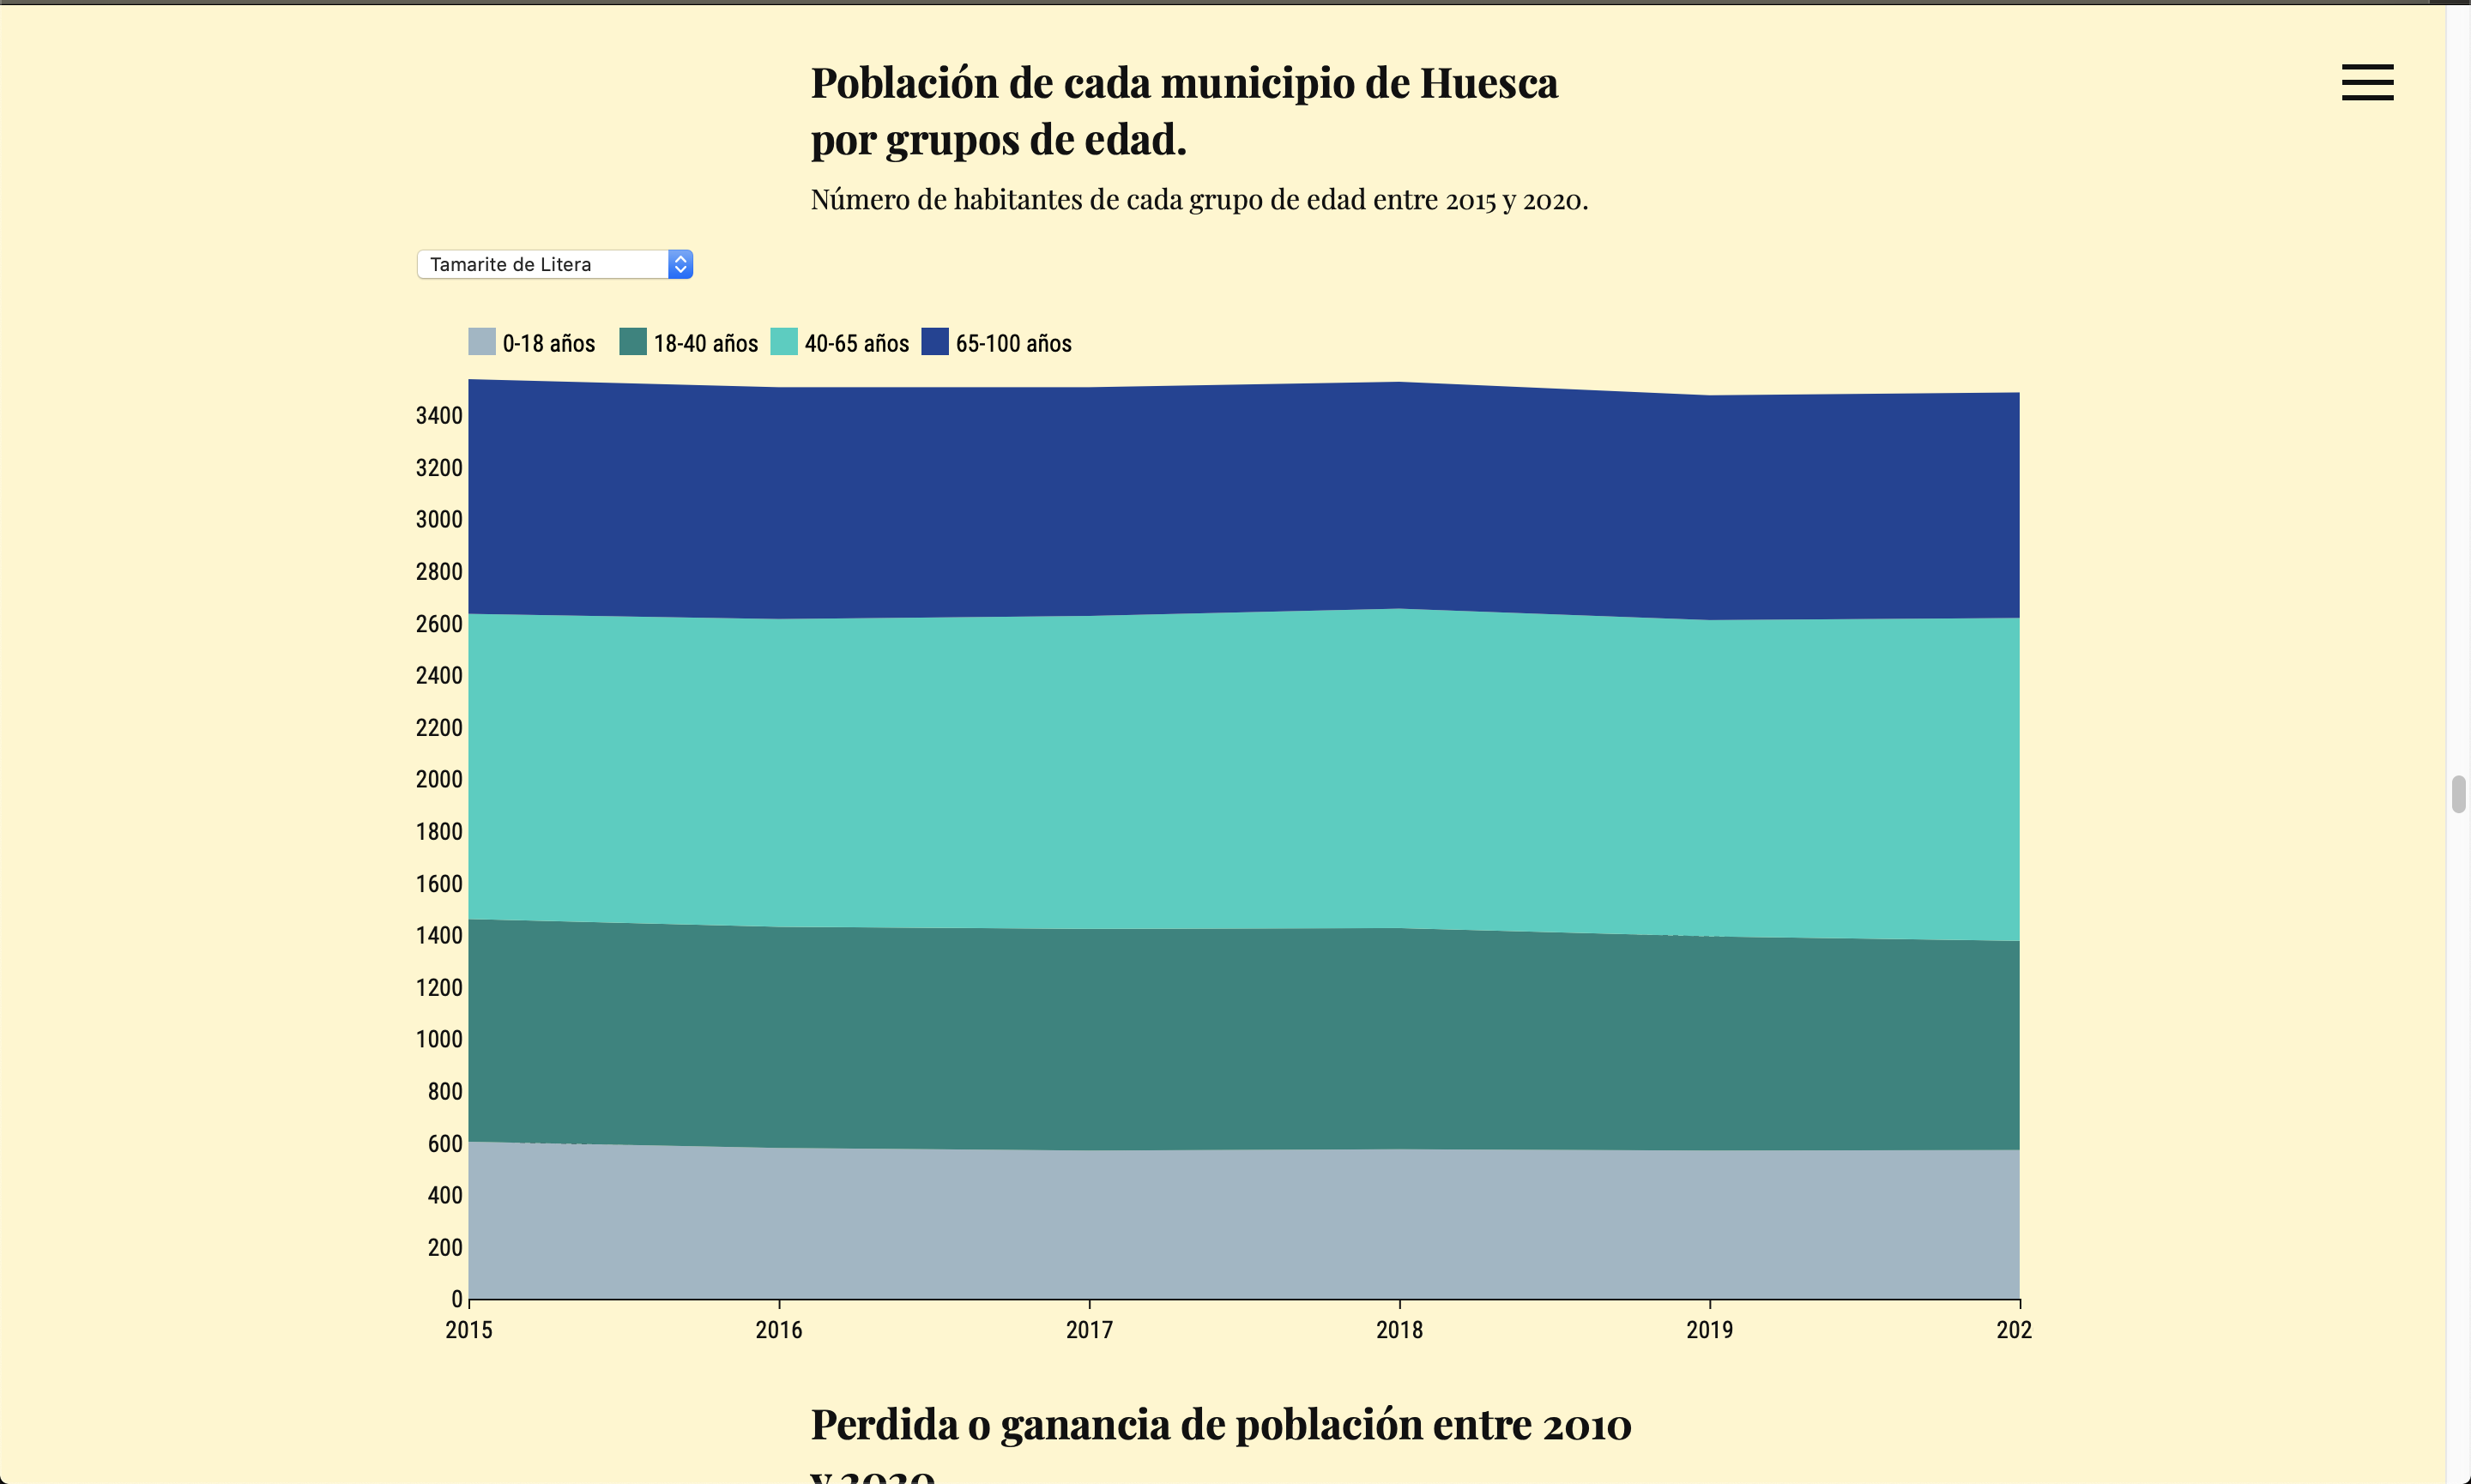 Población de cada municipio de Huesca
por grupos de edad.
Número de habitantes de cada grupo de edad entre 2015 y 2020.
Tamarite de Litera
0-18 años 18-40 años 40-65 años 65-100 años
3400
3200
3000
2800
2600
2400
2200
2000
1800
1600
1400
1200
1000
800
600
400
200
0
2015 2016 2017 2018 2019 202
Perdida o ganancia de población entre 2010
y 2020